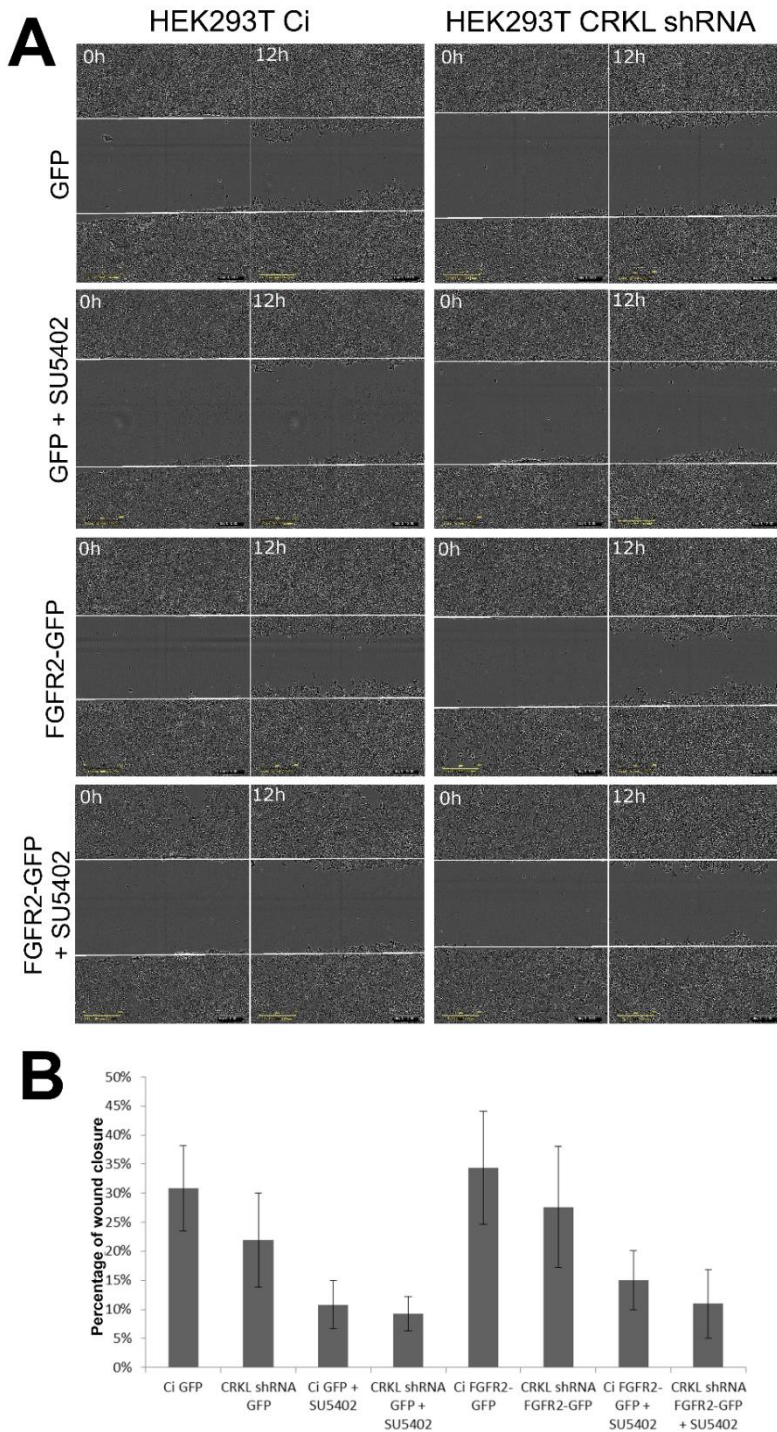 HEK293T Ci HEK293T CRKL shRNA
A
0h 12h 0h 12h
GFP
0h 12h 0h 12h
GFP + SU5402
0h 12h 0h 12h
FGFR2-GFP
0h 12h 0h 12h
FGFR2-GFP
+ SU5402
B
Percentage of wound closure
50%
45%
40%
35%
30%
25%
20%
15%
10%
5%
0%
Ci GFP CRKL shRNA Ci GFP + CRKL shRNA Ci FGFR2- CRKL shRNA Ci FGFR2- CRKL shRNA
GFP SU5402 GFP + SU5402 GFP FGFR2-GFP GFP + SU5402 FGFR2-GFP
+ SU5402